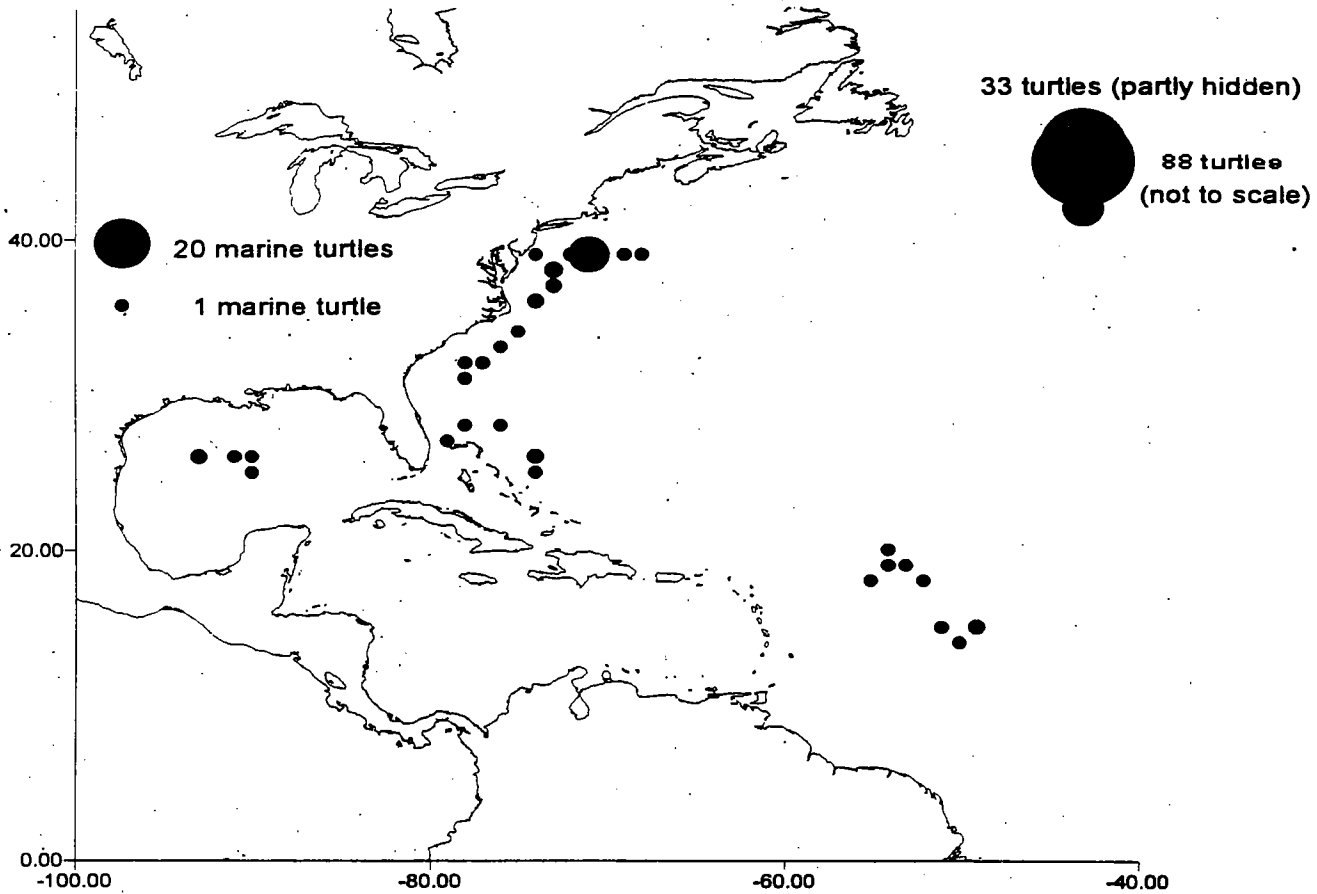 33 turtles (partly hidden)
88 turtles
(not to scale)
40.00
20 marine turtles
1 marine turtle
20.00
0.00
-100.00
-80.00
-60.00
-40.00